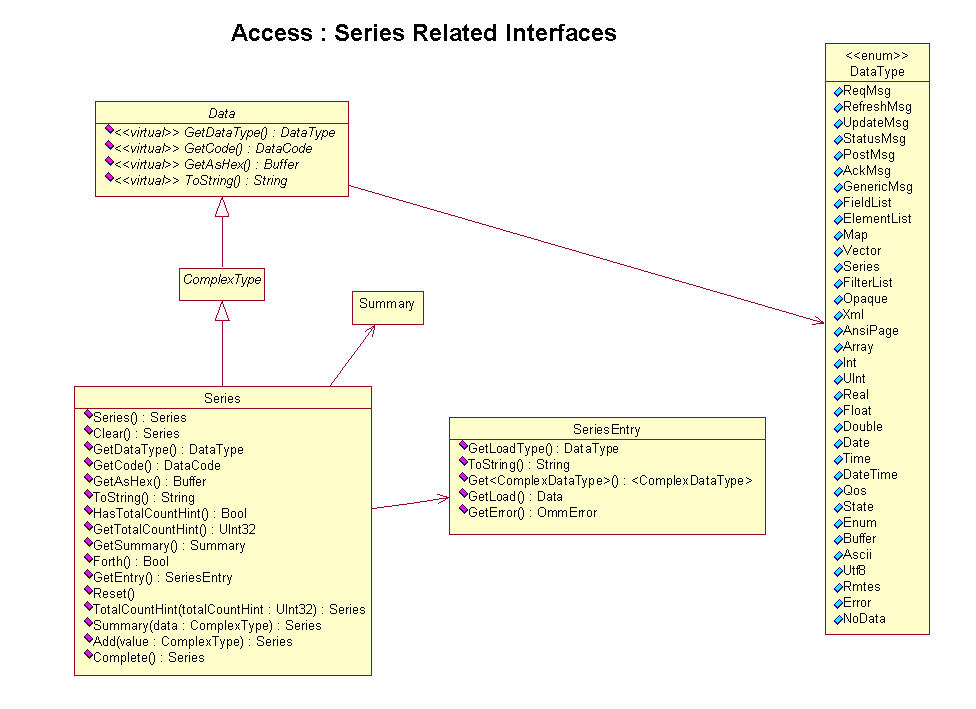 Access : Series Related Interfaces
Data
<<virtual>> GetDataType() : DataType
<<virtual>> GetCode() : DataCode
<<virtual>> GetAsHex() : Buffer
<<virtual>> ToString() : String
ComplexType
Summary
Series
Series() : Series
Clear() : Series
GetDataType() : DataType
GetCode() : DataCode
GetAsHex() : Buffer
ToString() : String
HasTotalCountHint() : Bool
GetTotalCountHint() : UInt32
GetSummary() : Summary
Forth() : Bool
GetEntry() : SeriesEntry
Reset()
TotalCountHint(totalCountHint : UInt32) : Series
Summary(data : ComplexType) : Series
Add(value : ComplexType) : Series
Complete() : Series
SeriesEntry
GetLoadType() : DataType
ToString() : String
Get<ComplexDataType>() : <ComplexDataType>
GetLoad() : Data
GetError() : OmmError
<<enum>>
DataType
ReqMsg
RefreshMsg
UpdateMsg
StatusMsg
PostMsg
AckMsg
GenericMsg
FieldList
ElementList
Map
Vector
Series
FilterList
Opaque
Xml
AnsiPage
Array
Int
UInt
Real
Float
Double
Date
Time
DateTime
Qos
State
Enum
Buffer
Ascii
Utf8
Rmtes
Error
NoData